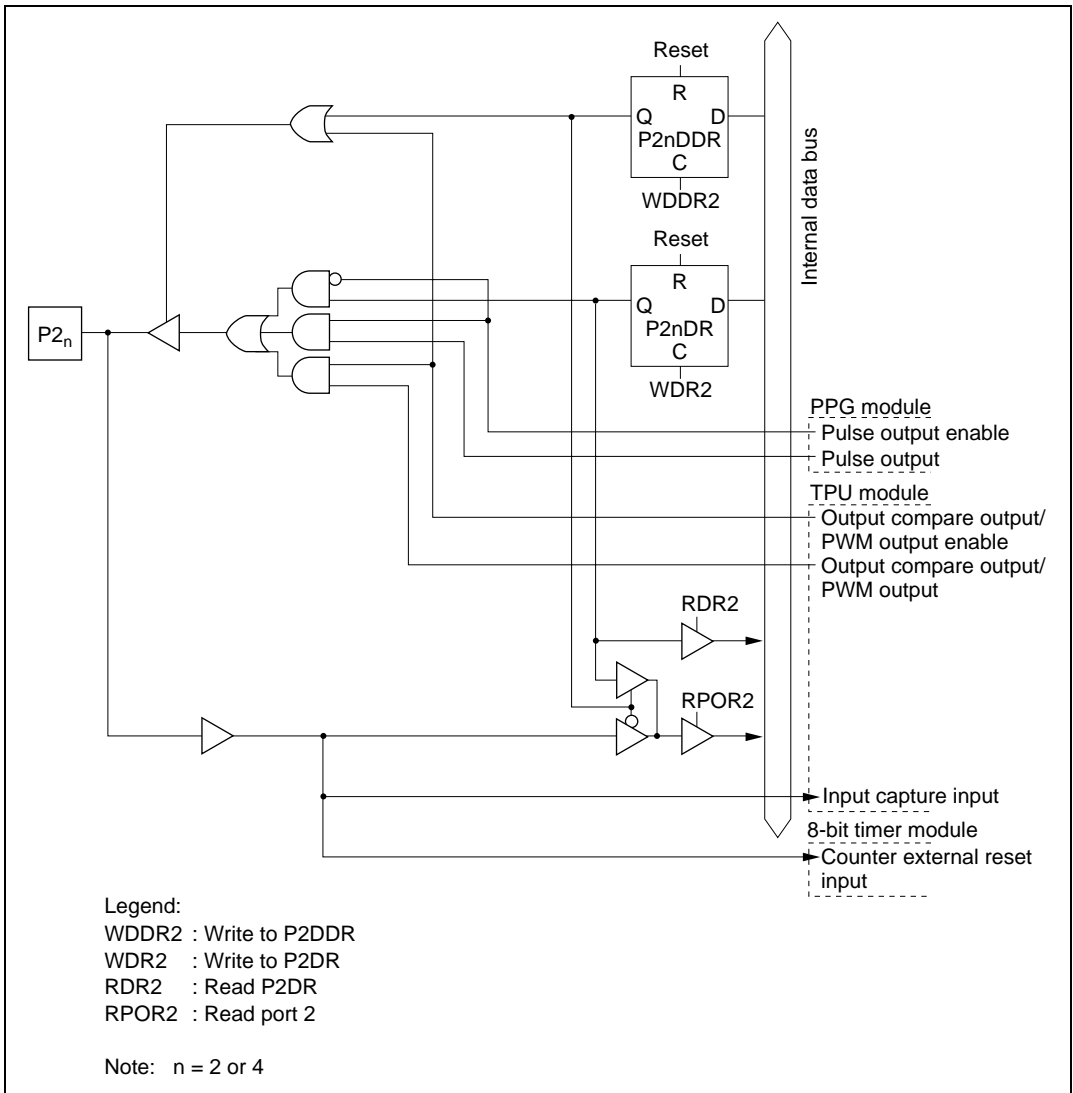 Reset
R
Q D
P2nDDR
C
WDDR2
Internal data bus
Reset
R
Q D
P2nDR
C
WDR2
P2n
PPG module
Pulse output enable
Pulse output
TPU module
Output compare output/
PWM output enable
Output compare output/
PWM output
RDR2
RPOR2
Input capture input
8-bit timer module
Counter external reset
input
Legend:
WDDR2 : Write to P2DDR
WDR2 : Write to P2DR
RDR2 : Read P2DR
RPOR2 : Read port 2
Note: n = 2 or 4